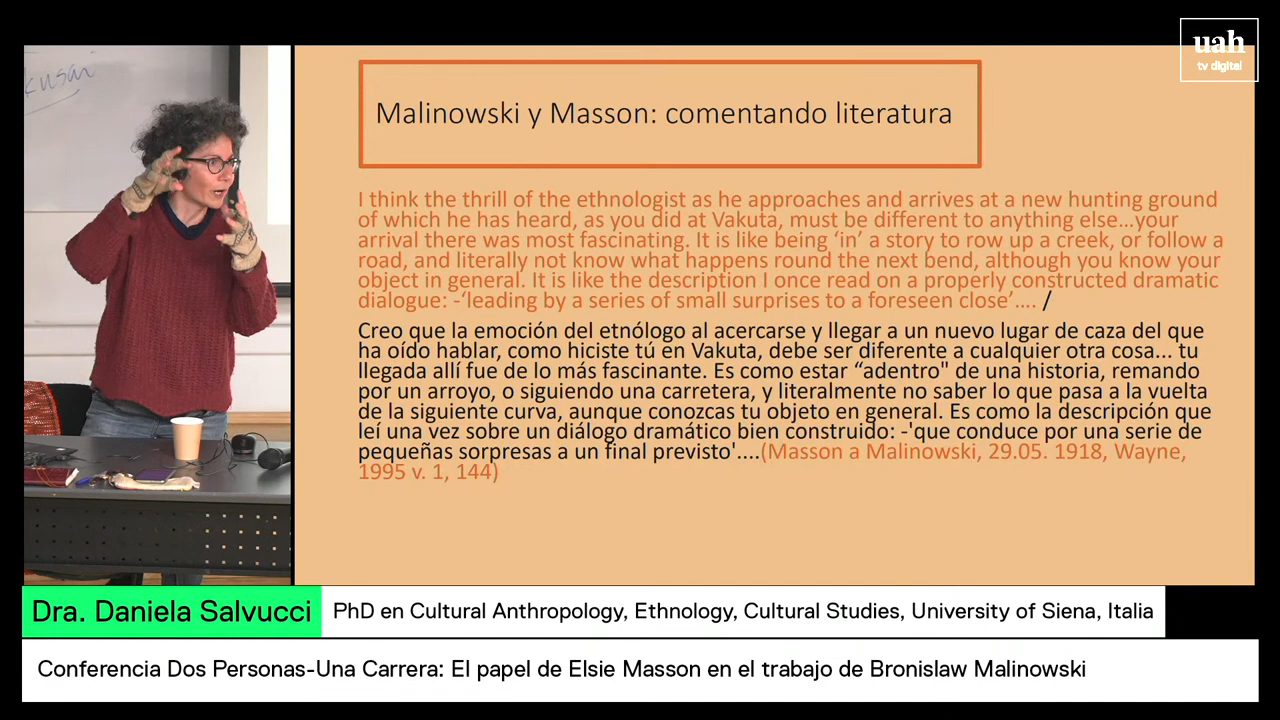 kusar
uah
tv digital
Malinowski y Masson: comentando literatura
I think the thrill of the ethnologist as he approaches and arrives at a new hunting ground
of which he has heard, as you did at Vakuta, must be different to anything else…your
arrival there was most fascinating. It is like being ‘in’ a story to row up a creek, or follow a
road, and literally not know what happens round the next bend, although you know your
object in general. It is like the description I once read on a properly constructed dramatic
dialogue: -‘leading by a series of small surprises to a foreseen close’…. /
Creo que la emoción del etnólogo al acercarse y llegar a un nuevo lugar de caza del que
ha oído hablar, como hiciste tú en Vakuta, debe ser diferente a cualquier otra cosa... tu
llegada allí fue de lo más fascinante. Es como estar “adentro" de una historia, remando
por un arroyo, o siguiendo una carretera, y literalmente no saber lo que pasa a la vuelta
de la siguiente curva, aunque conozcas tu objeto en general. Es como la descripción que
leí una vez sobre un diálogo dramático bien construido: -'que conduce por una serie de
pequeñas sorpresas a un final previsto'....(Masson a Malinowski, 29.05. 1918, Wayne,
1995 v. 1, 144)
Dra. Daniela Salvucci PhD en Cultural Anthropology, Ethnology, Cultural Studies, University of Siena, Italia
Conferencia Dos Personas-Una Carrera: El papel de Elsie Masson en el trabajo de Bronislaw Malinowski